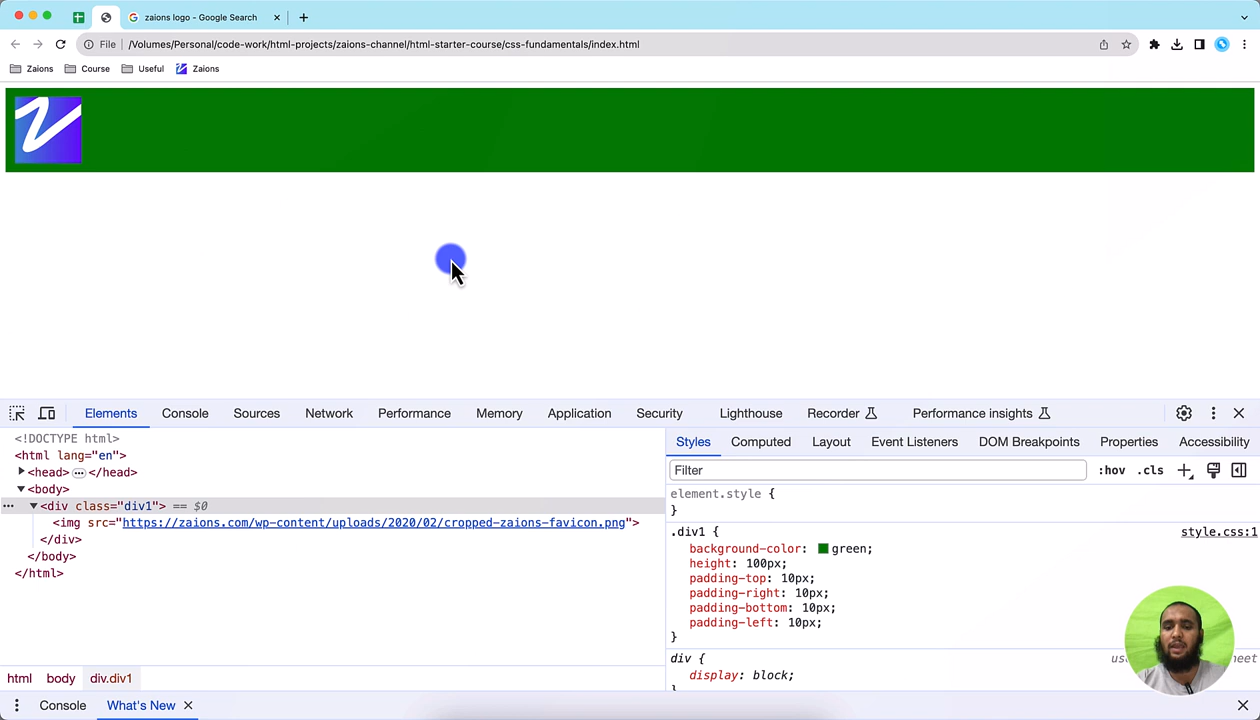 zaions logo - Google Search
File
/Volumes/Personal/code-work/html-projects/zaions-channel/html-starter-course/css-fundamentals/index.html
Zaions
Course
Useful
Zaions
Elements
Console
Sources
Network
Performance
Memory
Application
Security
Lighthouse
Recorder
Performance insights
<!DOCTYPE html>
<html lang="en">
<head> ••• </head>
<body>
••• <div class="div1"> == $0
<img src="https://zaions.com/wp-content/uploads/2020/02/cropped-zaions-favicon.png">
</div>
</body>
</html>
html body div.div1
Styles
Computed
Layout
Event Listeners
DOM Breakpoints
Properties
Accessibility
Filter
:hov .cls
element.style {
}
.div1 { style.css:1
background-color: green;
height: 100px;
padding-top: 10px;
padding-right: 10px;
padding-bottom: 10px;
padding-left: 10px;
}
div {
display: block;
}
Console
What's New